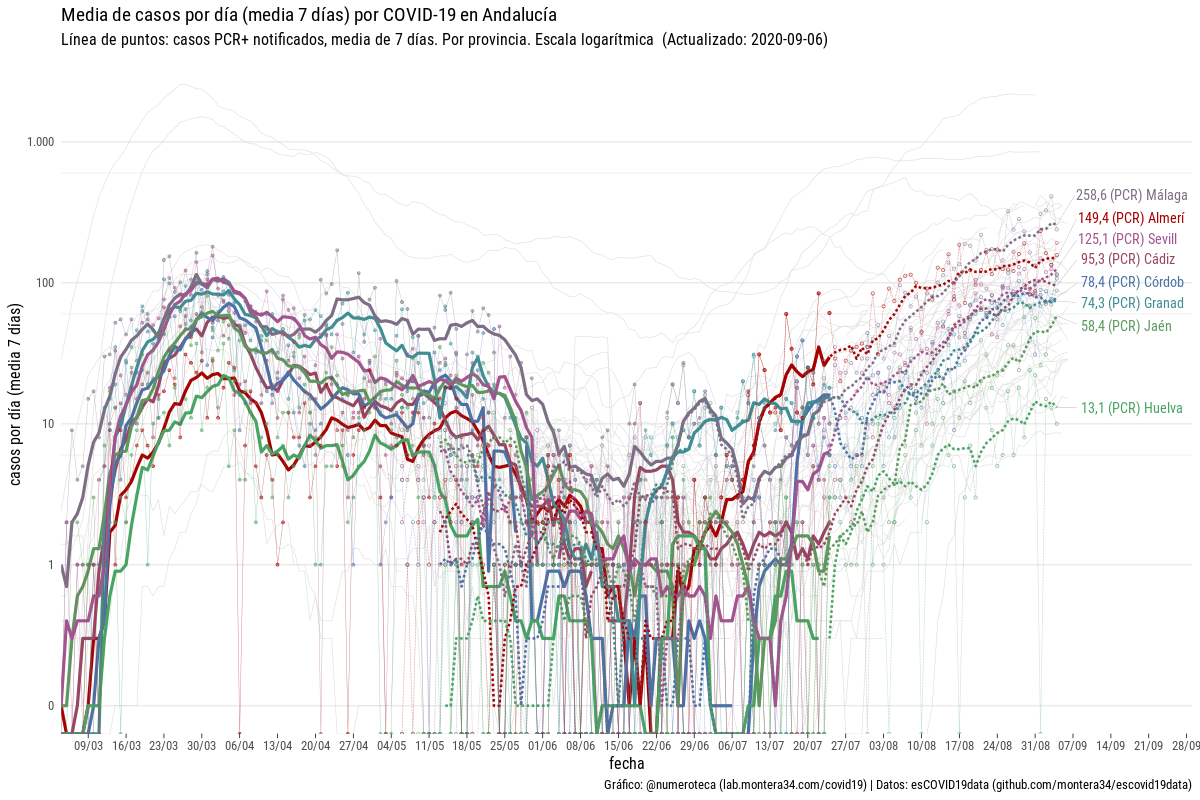 Media de casos por día (media 7 días) por COVID-19 en Andalucía
Línea de puntos: casos PCR+ notificados, media de 7 días. Por provincia. Escala logarítmica (Actualizado: 2020-09-06)
casos por día (media 7 días)
1.000
100
10
1
0
258,6 (PCR) Málaga
149,4 (PCR) Almerí
125,1 (PCR) Sevill
95,3 (PCR) Cádiz
78,4 (PCR) Córdob
74,3 (PCR) Granad
58,4 (PCR) Jaén
13,1 (PCR) Huelva
09/03 16/03 23/03 30/03 06/04 13/04 20/04 27/04 04/05 11/05 18/05 25/05 01/06 08/06 15/06 22/06 29/06 06/07 13/07 20/07 27/07 03/08 10/08 17/08 24/08 31/08 07/09 14/09 21/09 28/09
fecha
Gráfico: @numeroteca (lab.montera34.com/covid19) | Datos: esCOVID19data (github.com/montera34/escovid19data)